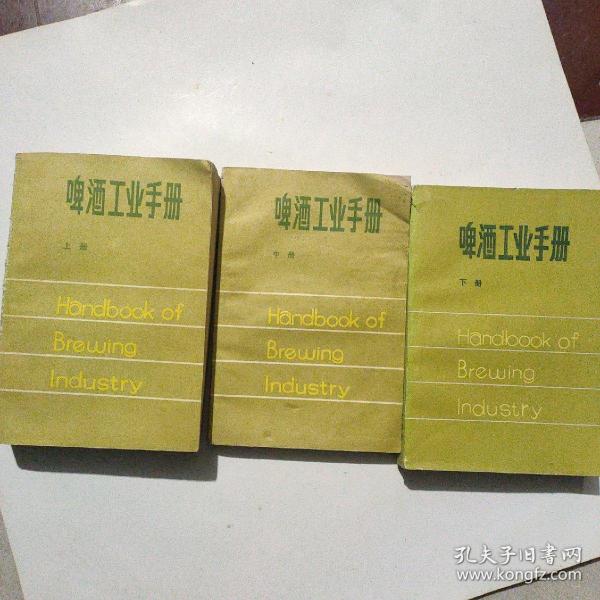 啤酒工业手册
上册
Handbook of
Brewing
Industry
啤酒工业手册
中册
Handbook of
Brewing
Industry
啤酒工业手册
下册
Handbook of
Brewing
Industry
孔夫子旧书网
www.kongfz.com